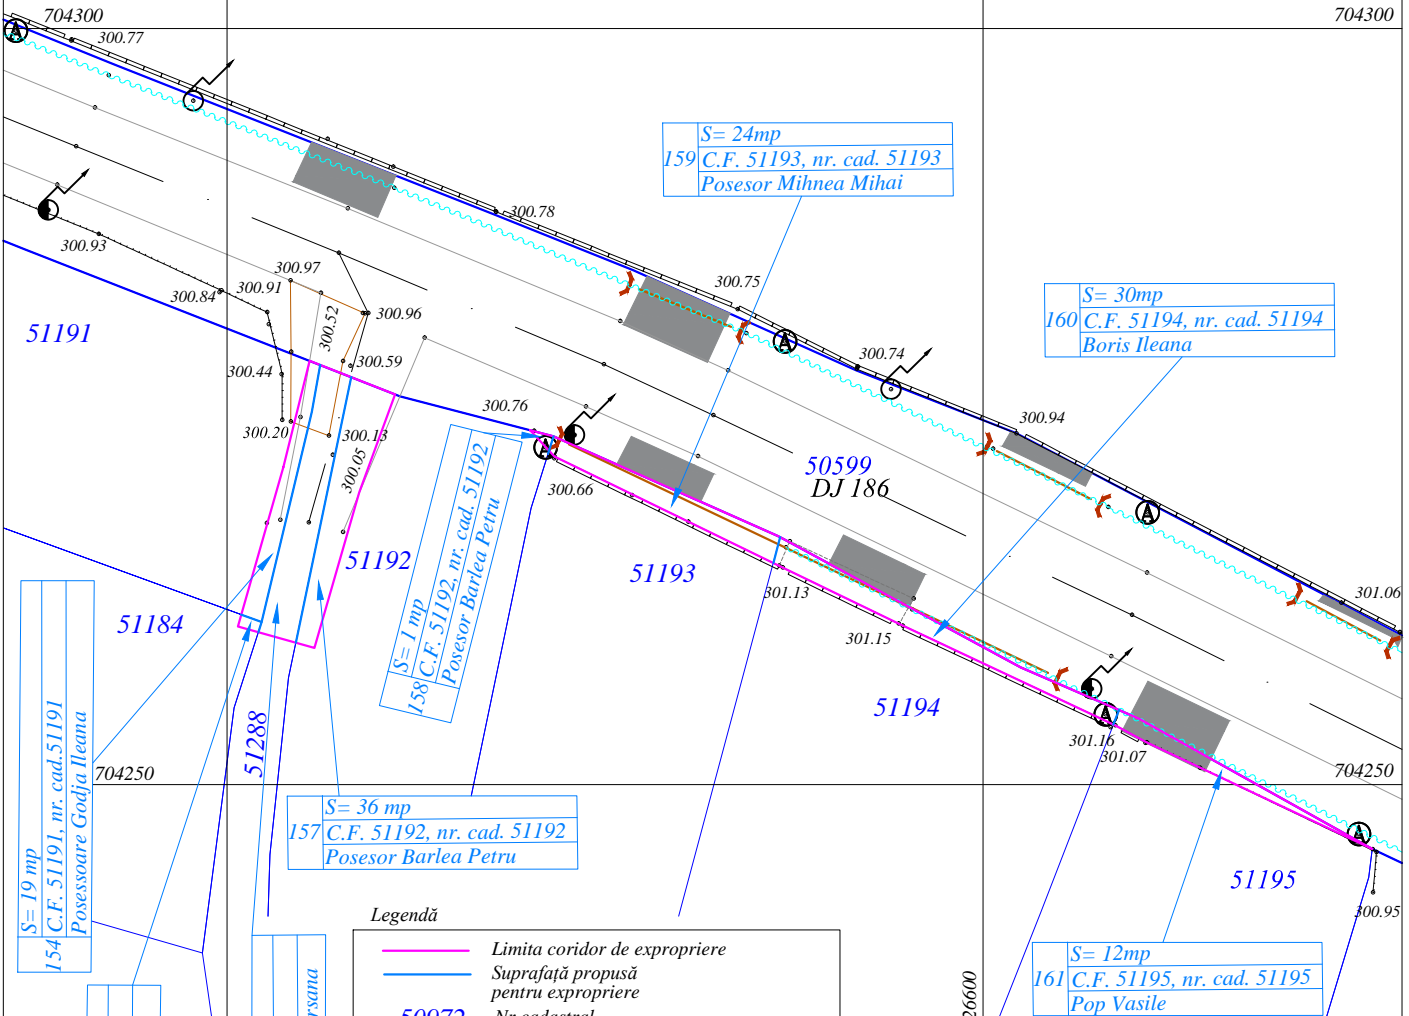 704300
704300
300.77
S= 24mp
159
C.F. 51193, nr. cad. 51193
Posesor Mihnea Mihai
300.78
300.93
300.97
300.91
300.84
300.52
300.96
300.75
S= 30mp
160
C.F. 51194, nr. cad. 51194
Boris Ileana
51191
300.59
300.44
300.74
300.76
300.94
300.20
300.13
300.05
50599
DJ 186
300.66
S= 1 mp
158
C.F. 51192, nr. cad. 51192
Posesor Barlea Petru
51192
51193
301.13
301.06
51184
301.15
51194
51288
301.16
301.07
704250
704250
S= 19 mp
154
C.F. 51191, nr. cad.51191
Posessoare Godja Ileana
S= 36 mp
157
C.F. 51192, nr. cad. 51192
Posesor Barlea Petru
51195
300.95
Legendă
Limita coridor de expropriere
Suprafață propusă
pentru expropriere
S= 12mp
161
C.F. 51195, nr. cad. 51195
Pop Vasile
A
A
A
A
A
A